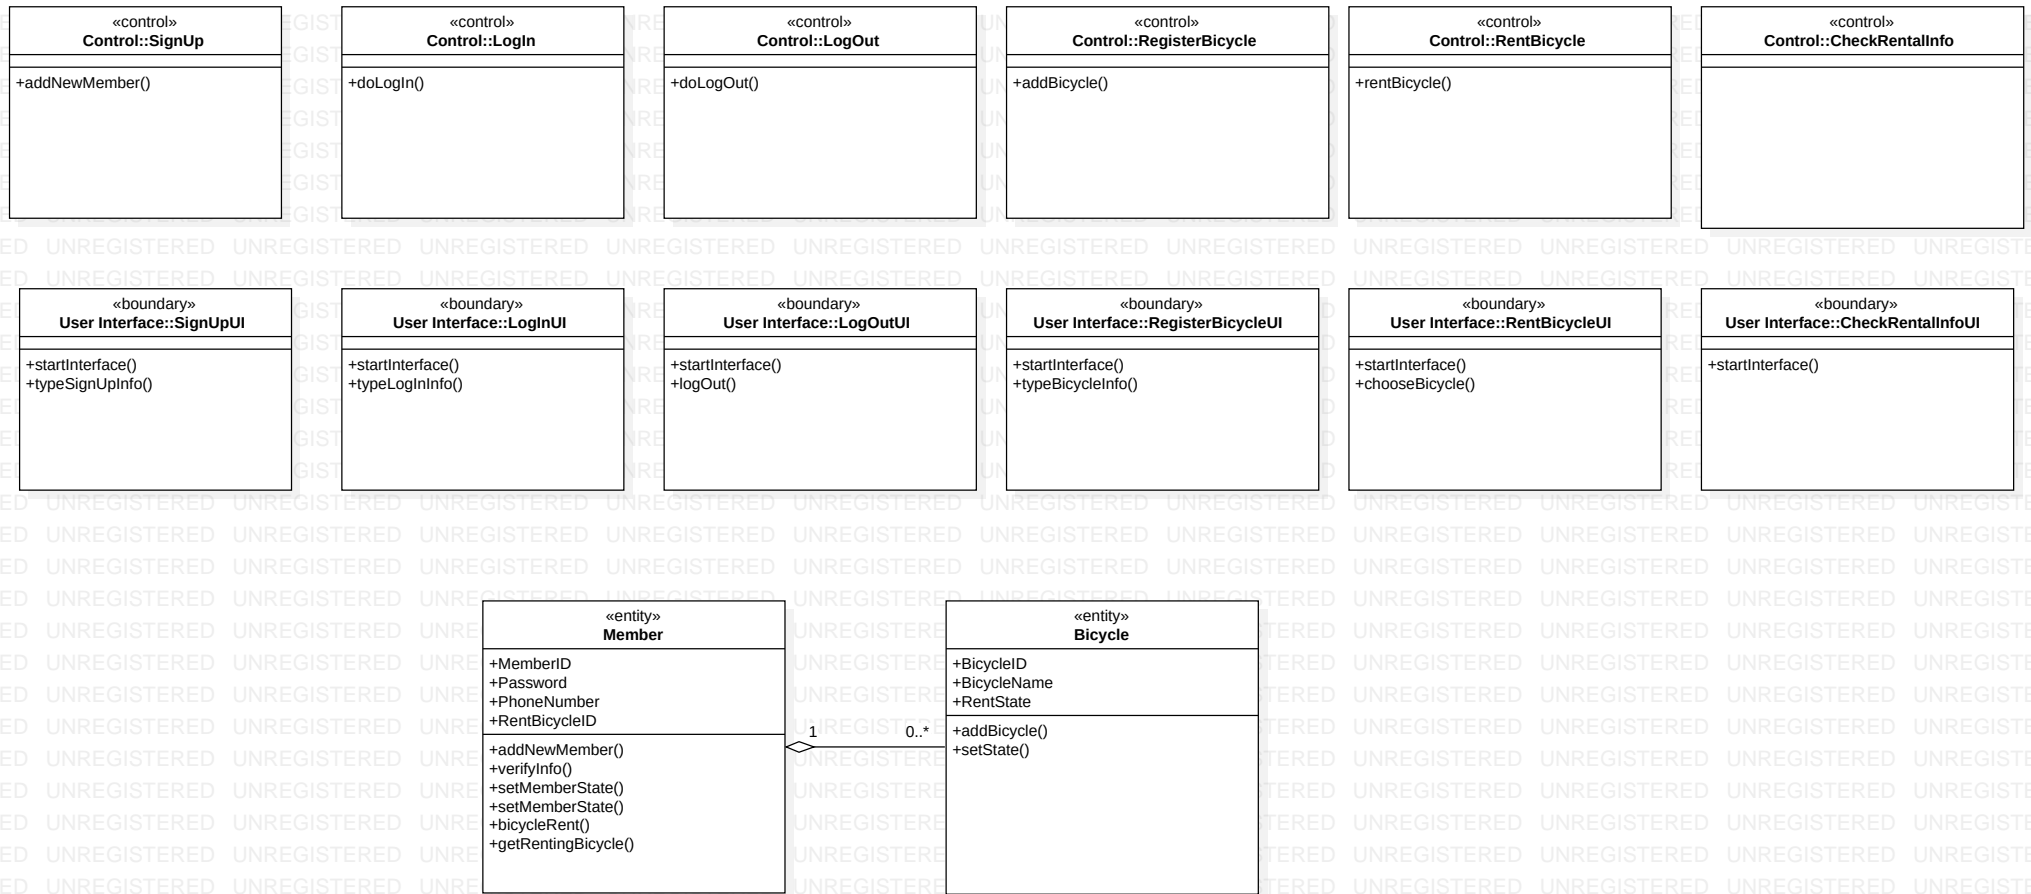 «control»
Control::SignUp
+addNewMember()
«control»
Control::LogIn
+doLogIn()
«control»
Control::LogOut
+doLogOut()
«control»
Control::RegisterBicycle
+addBicycle()
«control»
Control::RentBicycle
+rentBicycle()
«control»
Control::CheckRentalInfo
«boundary»
User Interface::SignUpUI
+startInterface()
+typeSignUpInfo()
«boundary»
User Interface::LogInUI
+startInterface()
+typeLogInInfo()
«boundary»
User Interface::LogOutUI
+startInterface()
+logOut()
«boundary»
User Interface::RegisterBicycleUI
+startInterface()
+typeBicycleInfo()
«boundary»
User Interface::RentBicycleUI
+startInterface()
+chooseBicycle()
«boundary»
User Interface::CheckRentalInfoUI
+startInterface()
«entity»
Member
+MemberID
+Password
+PhoneNumber
+RentBicycleID
+addNewMember()
+verifyInfo()
+setMemberState()
+setMemberState()
+bicycleRent()
+getRentingBicycle()
1
0..*
«entity»
Bicycle
+BicycleID
+BicycleName
+RentState
+addBicycle()
+setState()
UNREGISTERED